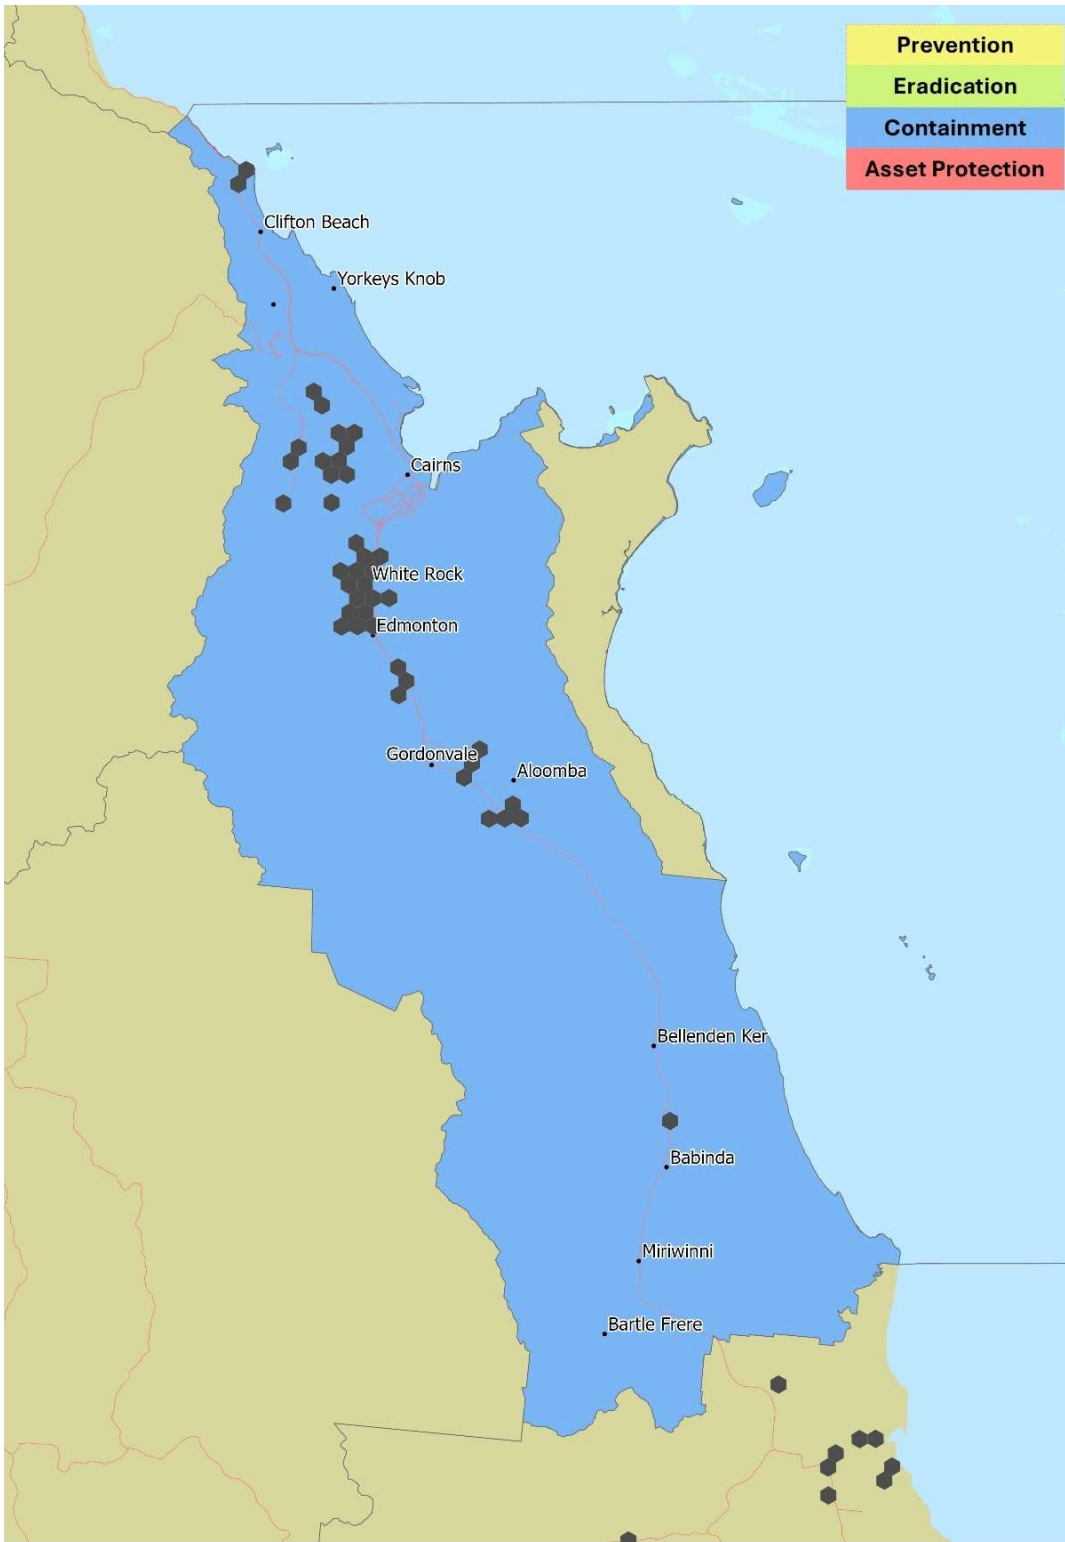 Prevention
Eradication
Containment
Asset Protection
Clifton Beach
Yorkeys Knob
Cairns
White Rock
Edmonton
Gordonvale
Aloomba
Bellenden Ker
Babinda
Miriwinni
Bartle Frere